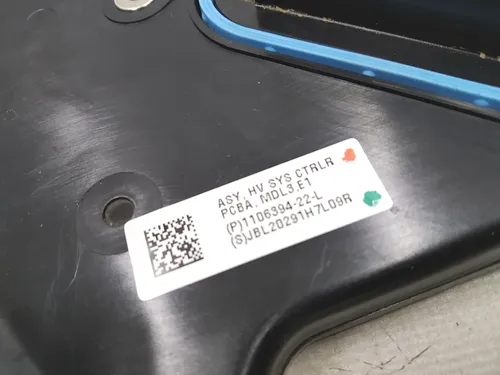 ASY, HV SYS CTRLR
PCBA, MDL3.E1
(P)1106394-22-L
(S)JBL20291H7L09R